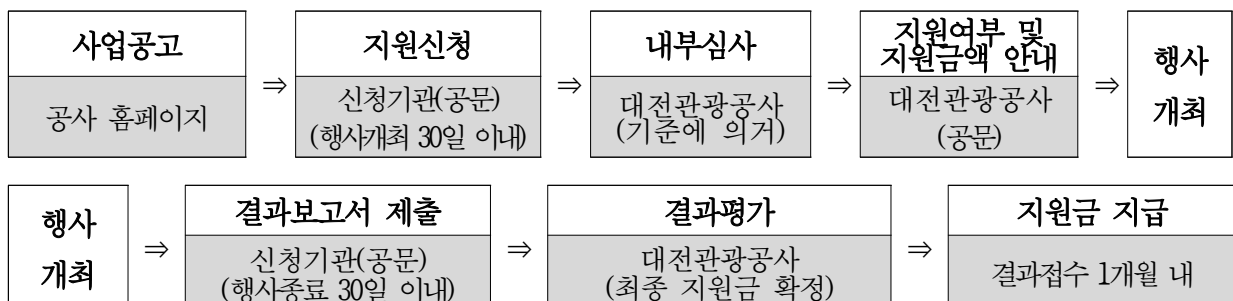 사업공고
공사 홈페이지
⇒
지원신청
신청기관(공문)
(행사개최 30일 이내)
⇒
내부심사
대전관광공사
(기준에 의거)
⇒
지원여부 및
지원금액 안내
대전관광공사
(공문)
⇒
행사
개최
행사
개최
⇒
결과보고서 제출
신청기관(공문)
(행사종료 30일 이내)
⇒
결과평가
대전관광공사
(최종 지원금 확정)
⇒
지원금 지급
결과접수 1개월 내